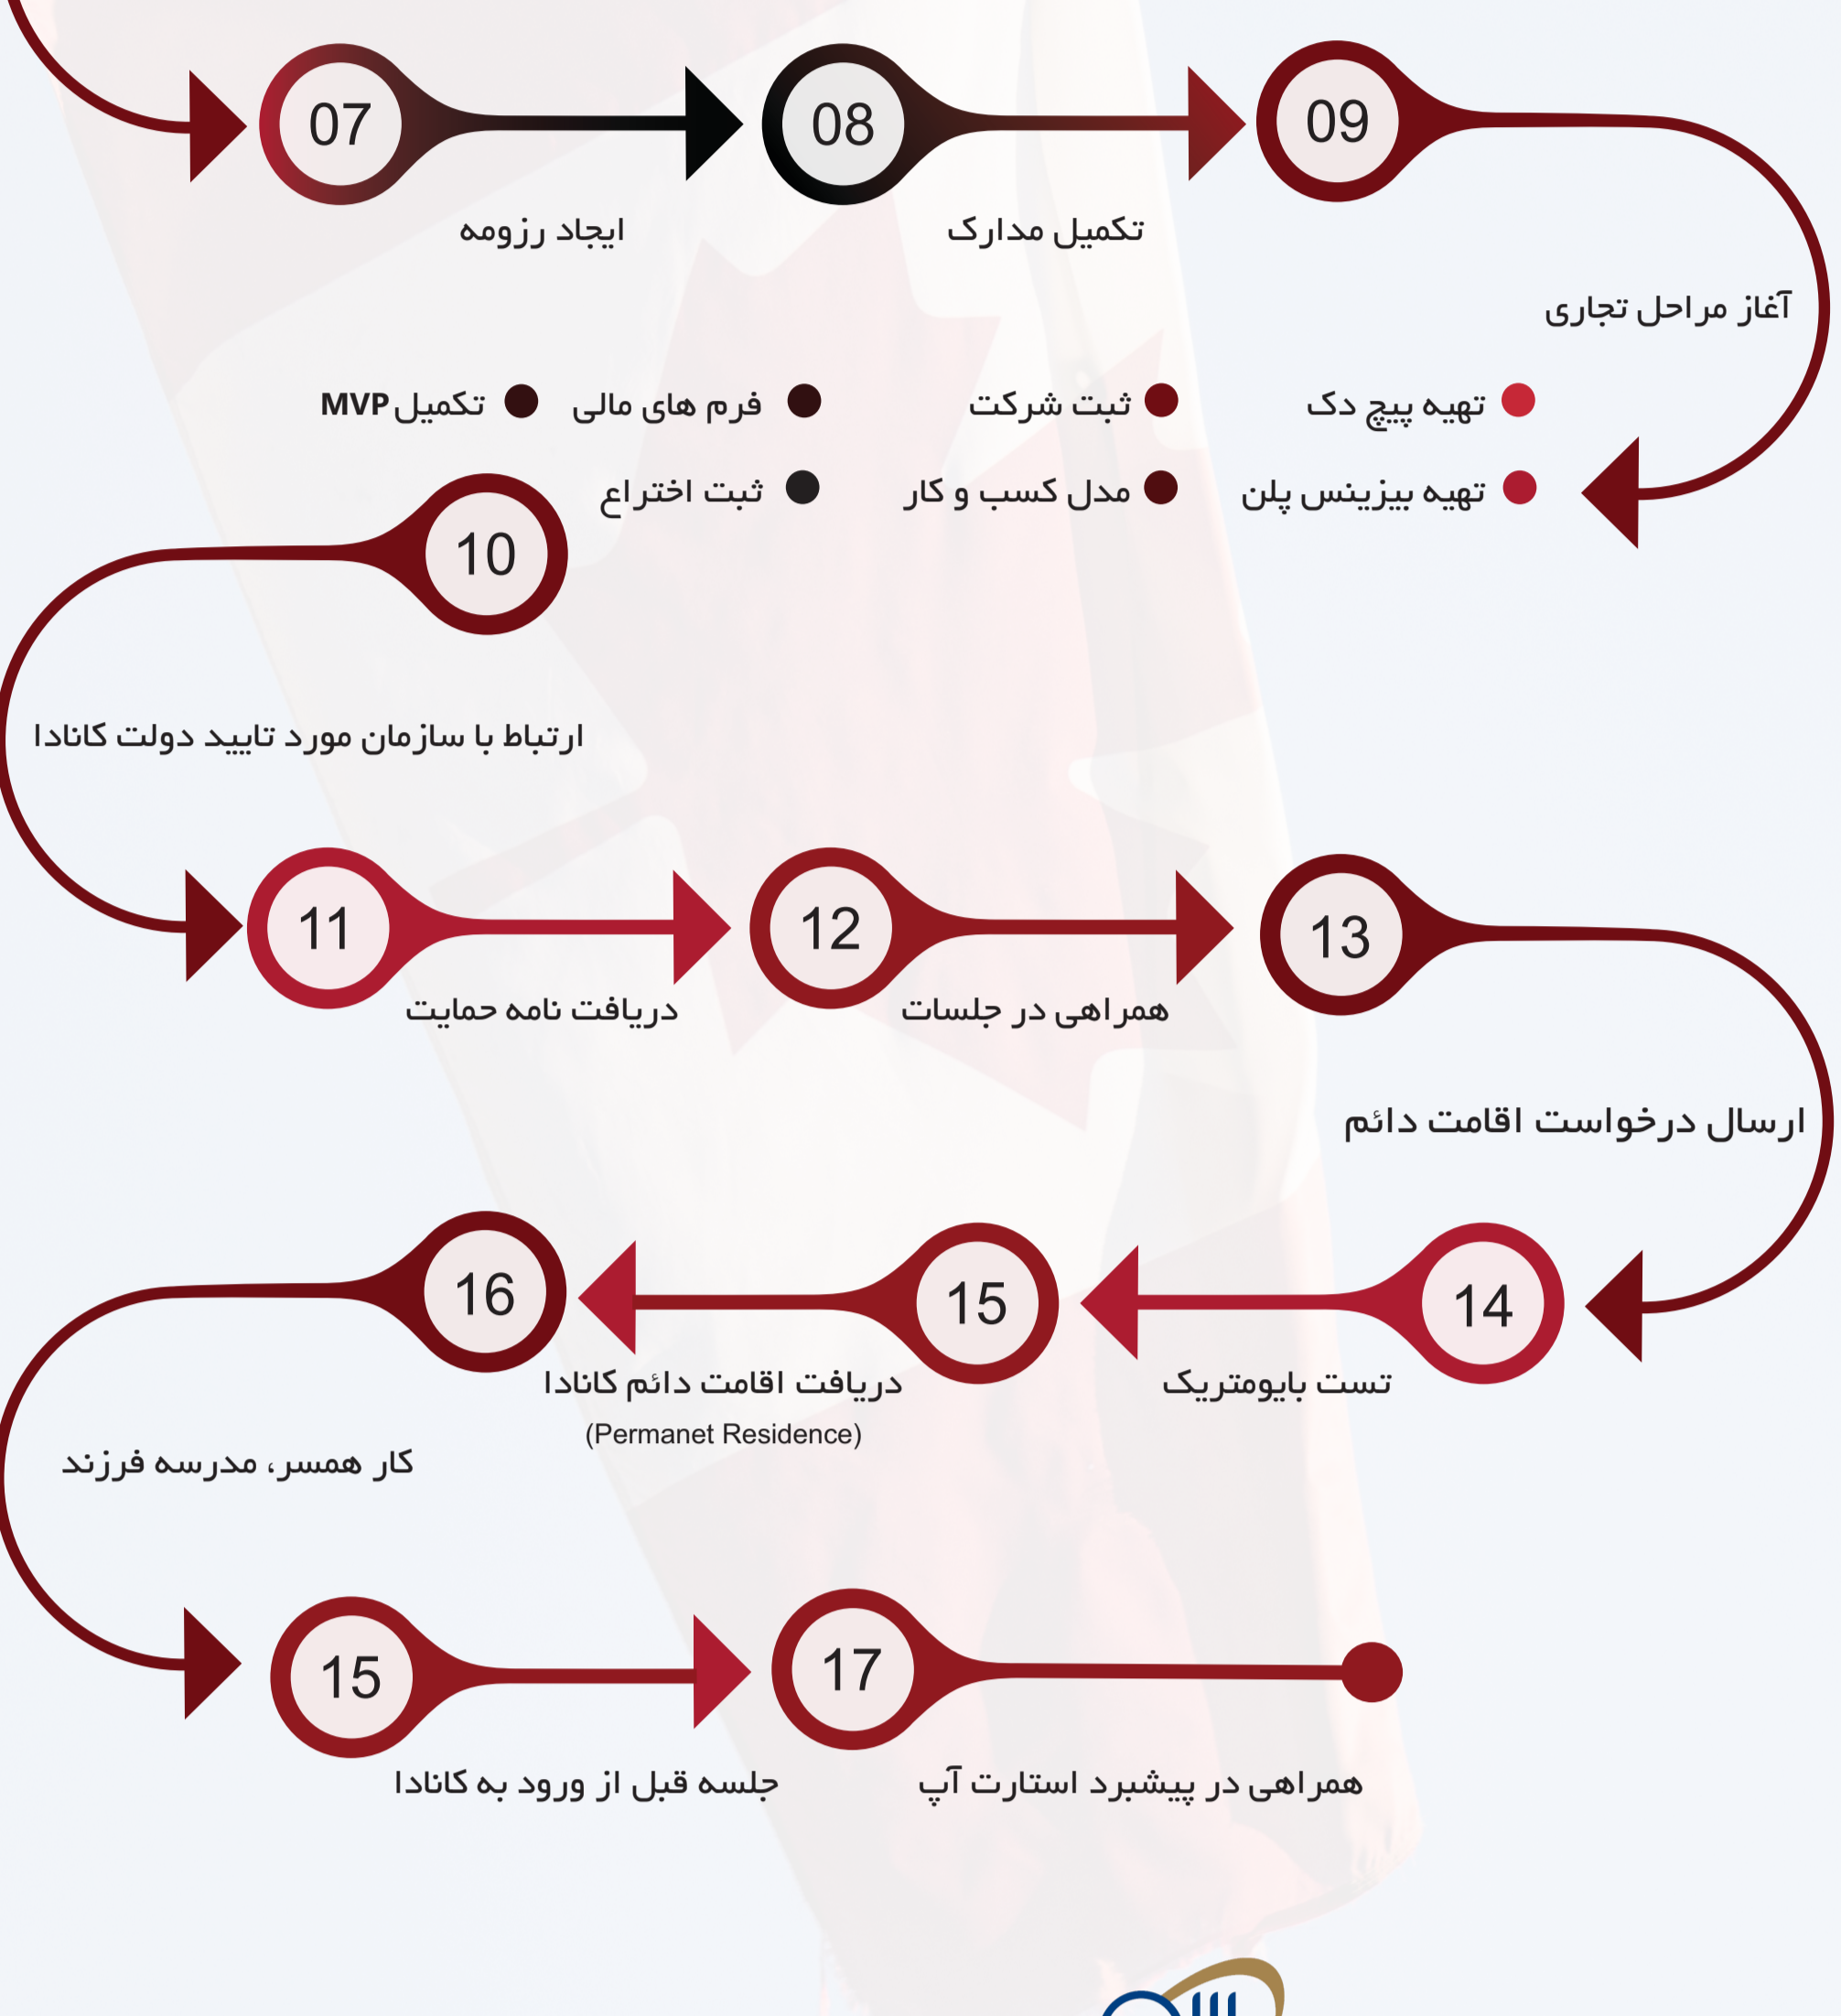 07
ایجاد رزومه
08
تکمیل مدارک
09
آغاز مراحل تجاری
تهیه پیچ دک
ثبت شرکت
فرم های مالی
تکمیل MVP
تهیه بیزینس پلن
مدل کسب و کار
ثبت اختراع
10
ارتباط با سازمان مورد تایید دولت کانادا
11
دریافت نامه حمایت
12
همراهی در جلسات
13
ارسال درخواست اقامت دائم
14
تست بایومتریک
15
دریافت اقامت دائم کانادا
(Permanet Residence)
16
کار همسر، مدرسه فرزند
15
جلسه قبل از ورود به کانادا
17
همراهی در پیشبرد استارت آپ